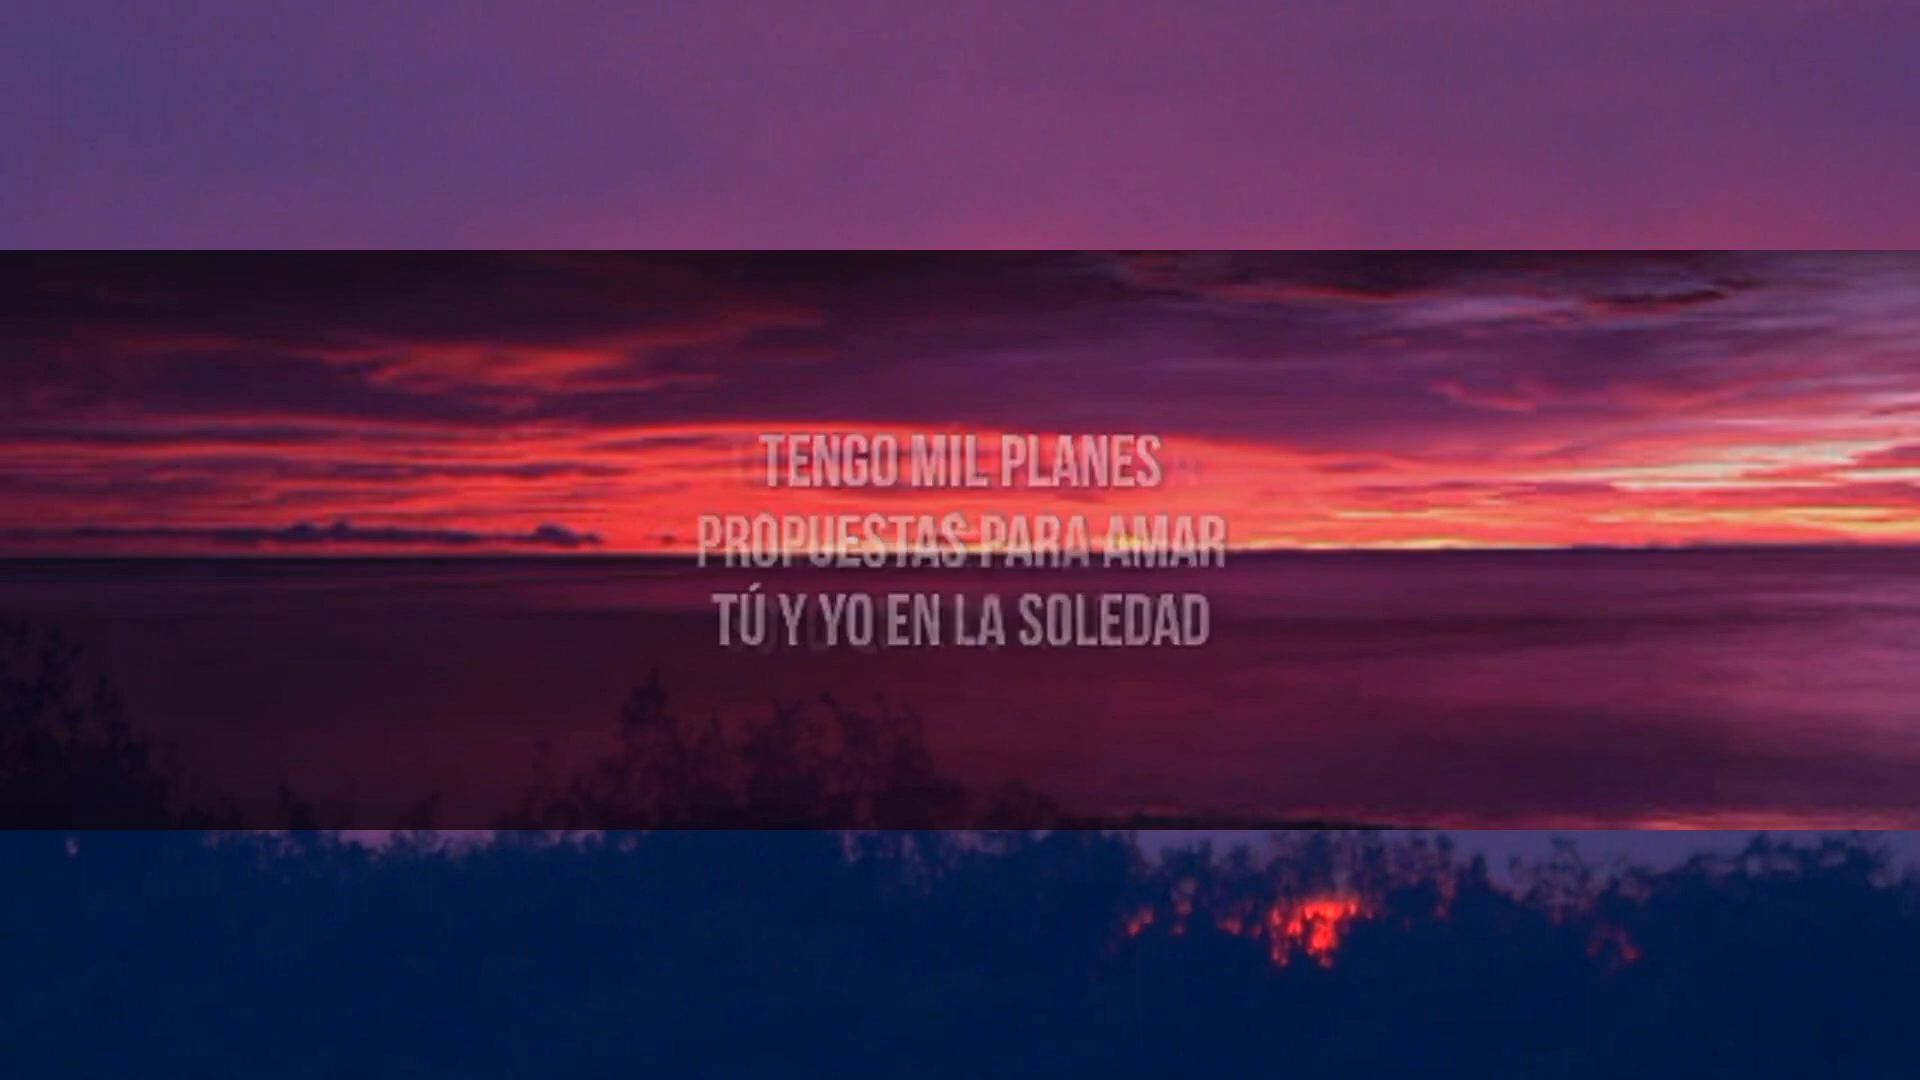 TENGO MIL PLANES
PROPUESTAS PARA AMAR
TÚ Y YO EN LA SOLEDAD